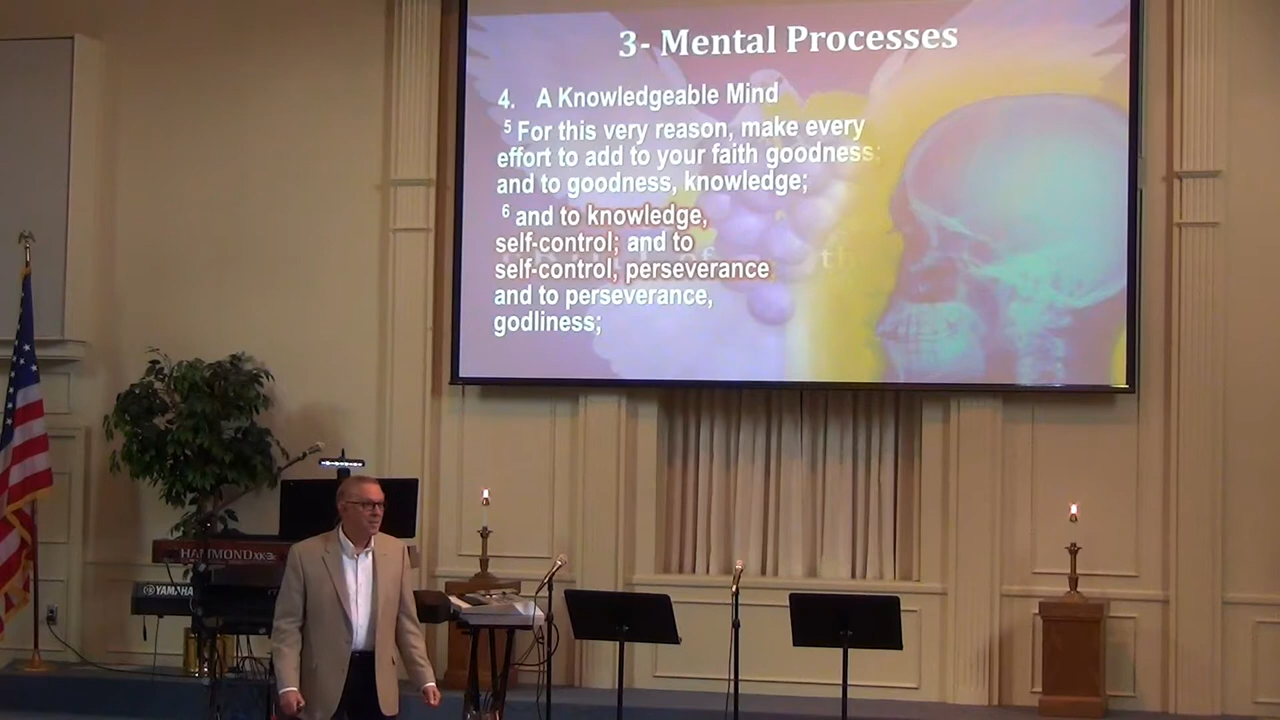 3- Mental Processes
4. A Knowledgeable Mind
5 For this very reason, make every
effort to add to your faith goodness;
and to goodness, knowledge;
6 and to knowledge,
self-control; and to
self-control, perseverance
and to perseverance,
godliness;
HAMMOND XK-3c
YAMAHA